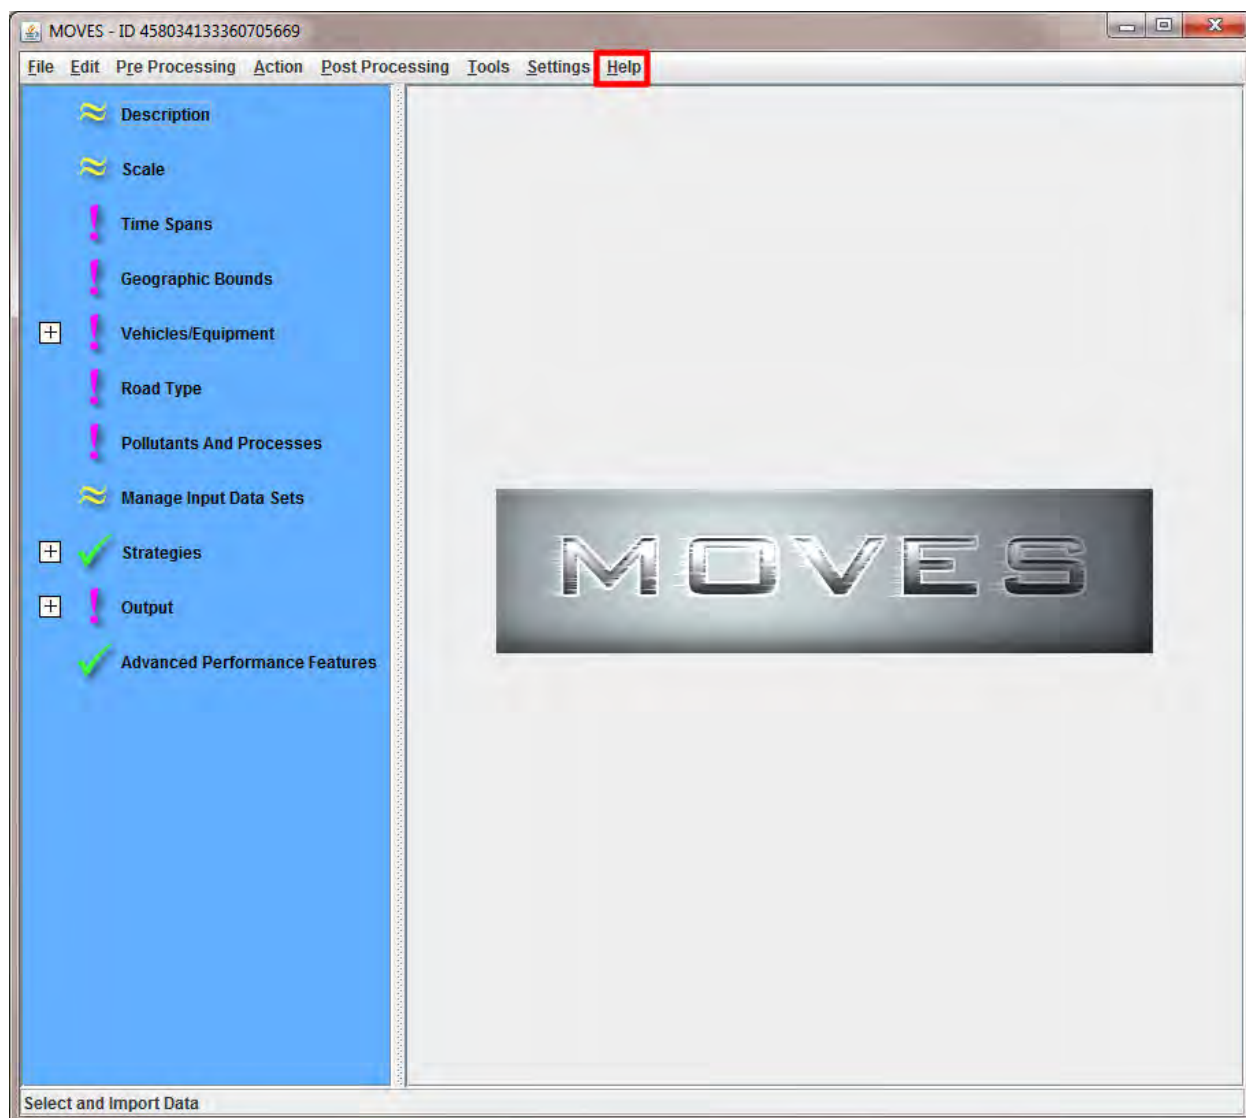 MOVES - ID 458034133360705669
File Edit Pre Processing Action Post Processing Tools Settings Help
Description
Scale
Time Spans
Geographic Bounds
Vehicles/Equipment
Road Type
Pollutants And Processes
Manage Input Data Sets
Strategies
Output
Advanced Performance Features
MOVES
Select and Import Data